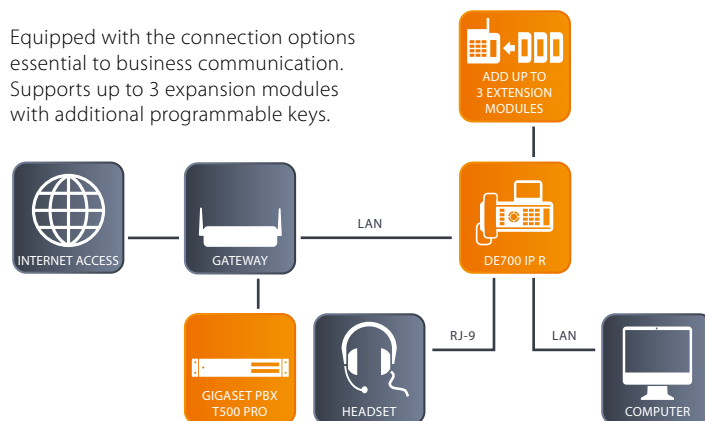 Equipped with the connection options
essential to business communication.
Supports up to 3 expansion modules
with additional programmable keys.
ADD UP TO
3 EXTENSION
MODULES
INTERNET ACCESS
GATEWAY
LAN
DE700 IP R
GIGASET PBX
T500 PRO
HEADSET
RJ-9
LAN
COMPUTER